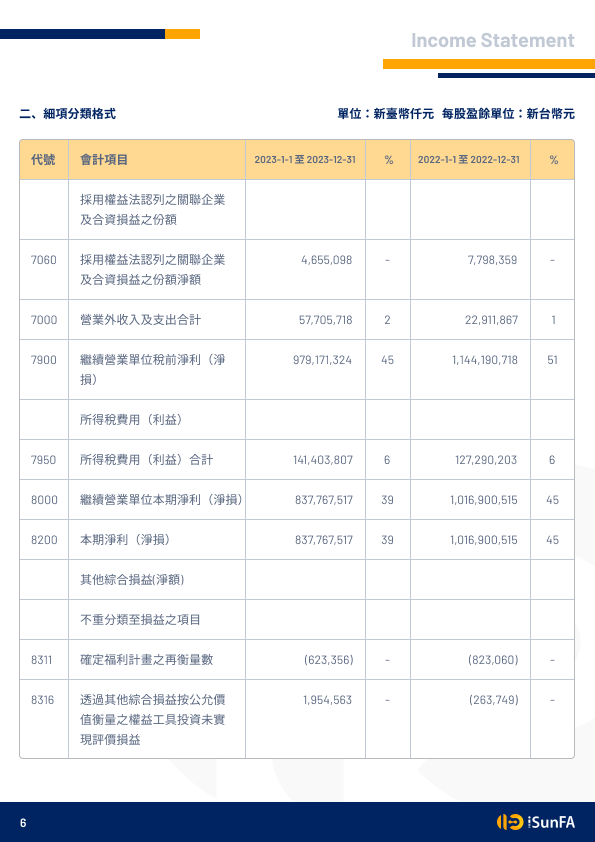 Income Statement
二、細項分類格式 單位：新臺幣仟元 每股盈餘單位：新台幣元
代號 會計項目 2023-1-1 至 2023-12-31 % 2022-1-1 至 2022-12-31 %
採用權益法認列之關聯企業
及合資損益之份額
7060 採用權益法認列之關聯企業 4,655,098 - 7,798,359 -
及合資損益之份額淨額
7000 營業外收入及支出合計 57,705,718 2 22,911,867 1
7900 繼續營業單位稅前淨利（淨 979,171,324 45 1,144,190,718 51
損）
所得稅費用（利益）
7950 所得稅費用（利益）合計 141,403,807 6 127,290,203 6
8000 繼續營業單位本期淨利（淨損） 837,767,517 39 1,016,900,515 45
8200 本期淨利（淨損） 837,767,517 39 1,016,900,515 45
其他綜合損益(淨額)
不重分類至損益之項目
8311 確定福利計畫之再衡量數 (623,356) - (823,060) -
8316 透過其他綜合損益按公允價 1,954,563 - (263,749) -
值衡量之權益工具投資未實
現評價損益
6 iSunFA